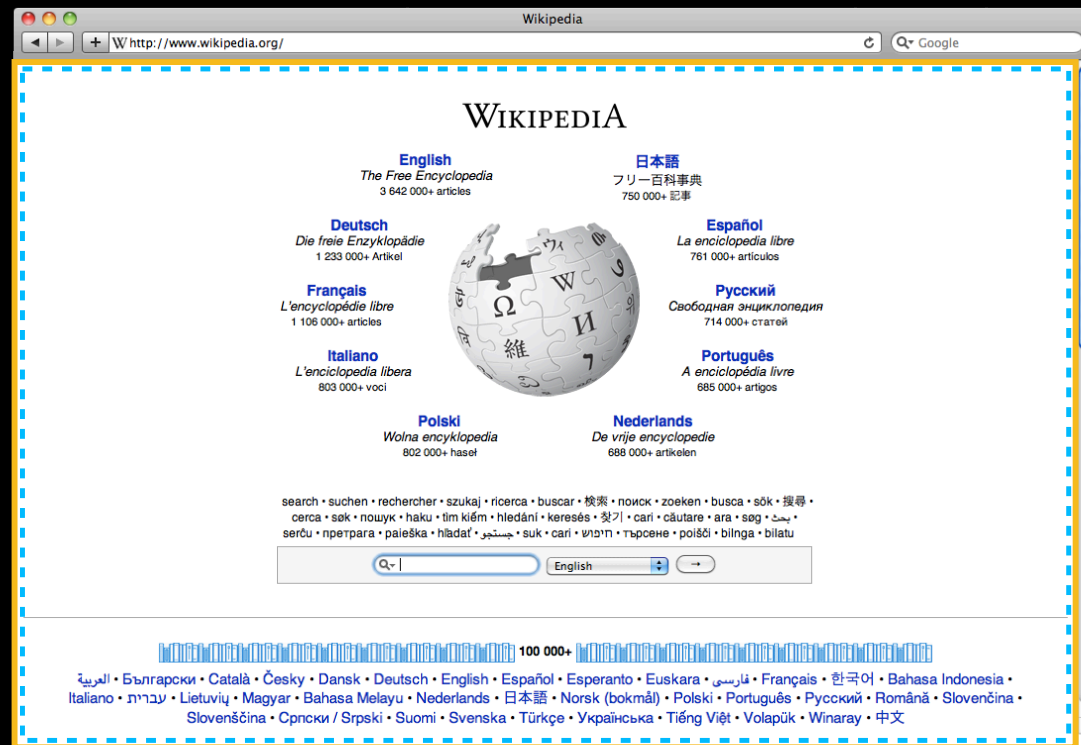 Wikipedia
http://www.wikipedia.org/
Google
WIKIPEDIA
English
The Free Encyclopedia
3 642 000+ articles
日本語
フリー百科事典
750 000+ 記事
Deutsch
Die freie Enzyklopädie
1 233 000+ Artikel
Español
La enciclopedia libre
761 000+ artículos
Français
L'encyclopédie libre
1 106 000+ articles
Русский
Свободная энциклопедия
714 000+ статей
Italiano
L'enciclopedia libera
803 000+ voci
Português
A enciclopédia livre
685 000+ artigos
Polski
Wolna encyklopedia
802 000+ haseł
Nederlands
De vrije encyclopedie
688 000+ artikelen
Ω
W
И
維
ウィ
7
search • suchen • rechercher • szukaj • ricerca • buscar • 検索 • поиск • zoeken • busca • sök • 搜尋 •
cerca • søk • пошук • haku • tìm kiếm • hledání • keresés • 찾기 • cari • căutare • ara • søg • بحث •
serĉu • претрага • paieška • hľadať • جستجو • suk • cari • חיפוש • търсене • poišči • bilnga • bilatu
English
→
100 000+
العربية • Български • Català • Česky • Dansk • Deutsch • English • Español • Esperanto • Euskara • فارسی • Français • 한국어 • Bahasa Indonesia •
Italiano • עברית • Lietuvių • Magyar • Bahasa Melayu • Nederlands • 日本語 • Norsk (bokmål) • Polski • Português • Русский • Română • Slovenčina •
Slovenščina • Српски / Srpski • Suomi • Svenska • Türkçe • Українська • Tiếng Việt • Volapük • Winaray • 中文